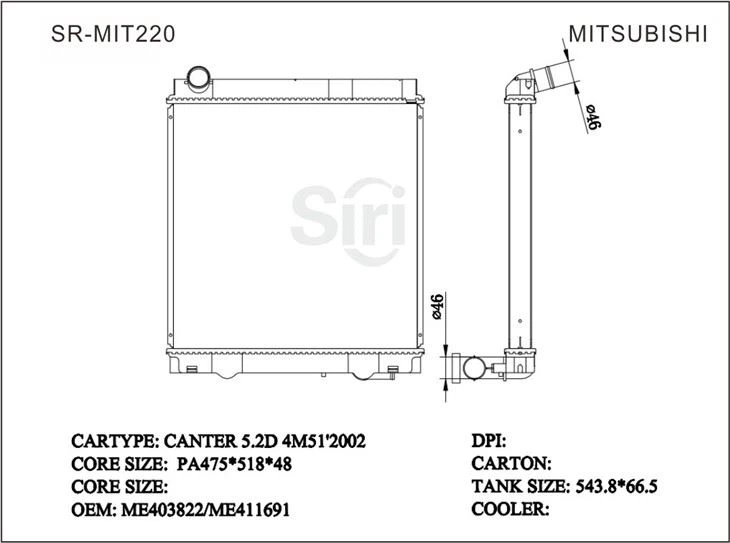 SR-MIT220
MITSUBISHI
ø46
Siri
ø46
CARTYPE: CANTER 5.2D 4M51'2002
CORE SIZE: PA475*518*48
CORE SIZE:
OEM: ME403822/ME411691
DPI:
CARTON:
TANK SIZE: 543.8*66.5
COOLER: